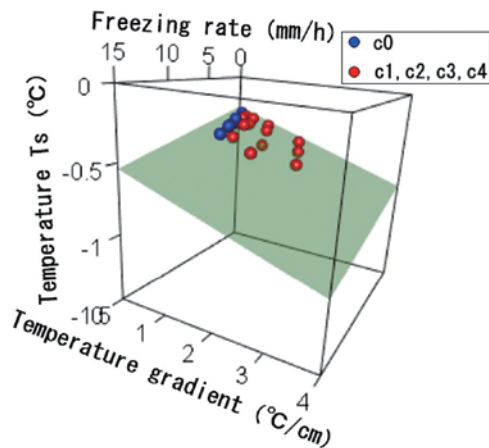 Freezing rate (mm/h)
c0
c1, c2, c3, c4
15 10 5 0
0
-0.5
-1
-105
Temperature Ts (℃)
1
2
3
4
Temperature gradient (℃/cm)